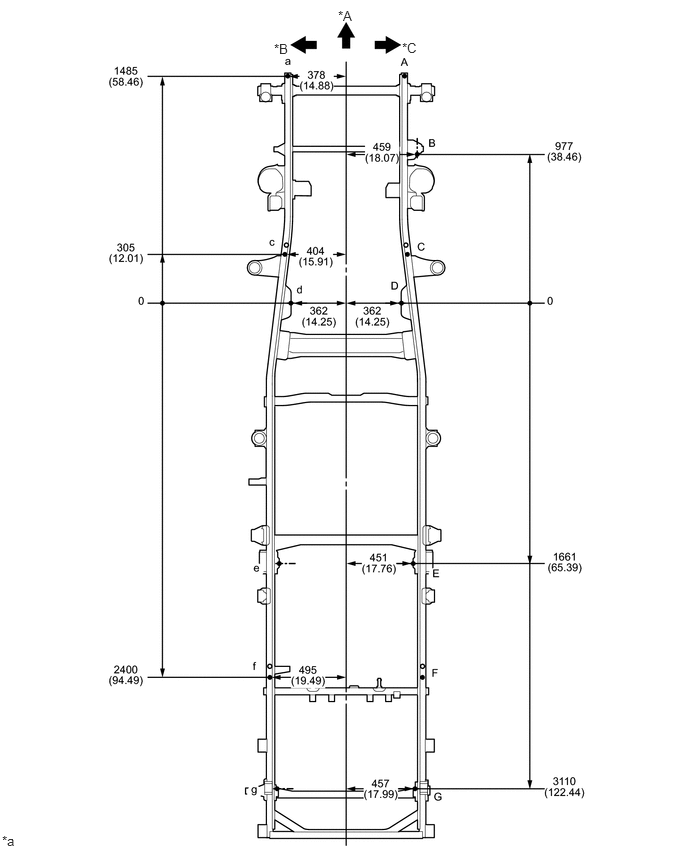 *A
*B
*C
a
A
1485
(58.46)
378
(14.88)
B
459
(18.07)
977
(38.46)
c
C
305
(12.01)
404
(15.91)
d
D
0
362
(14.25)
362
(14.25)
0
e
451
(17.76)
E
1661
(65.39)
f
F
2400
(94.49)
495
(19.49)
g
457
(17.99)
G
3110
(122.44)
*a